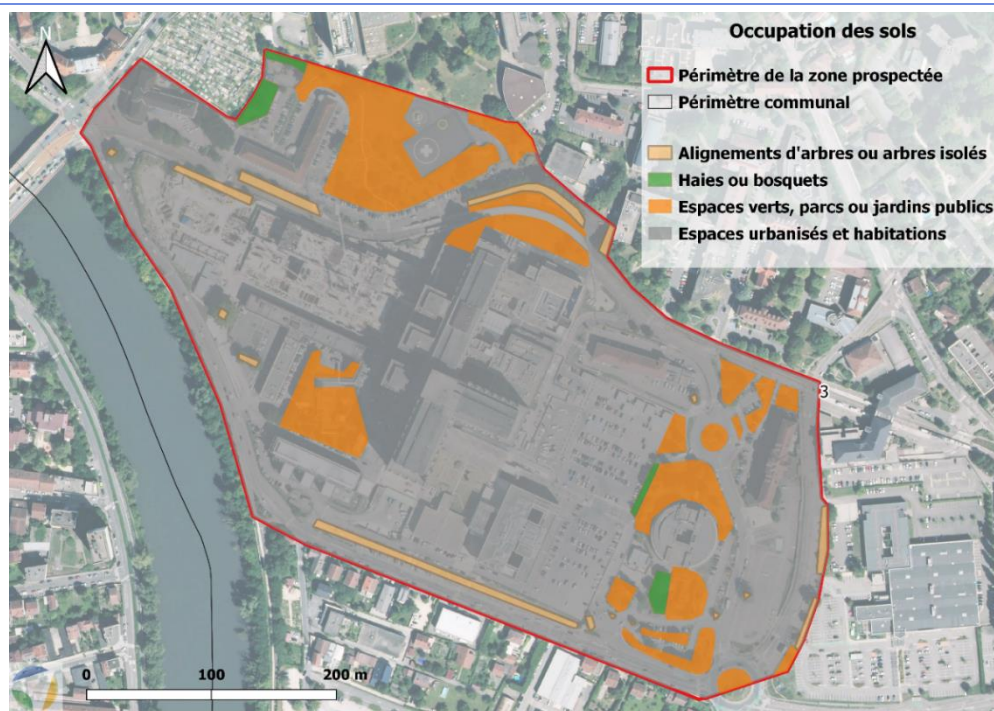 N
Occupation des sols
Périmètre de la zone prospectée
Périmètre communal
Alignements d'arbres ou arbres isolés
Haies ou bosquets
Espaces verts, parcs ou jardins publics
Espaces urbanisés et habitations
3
0 100 200 m